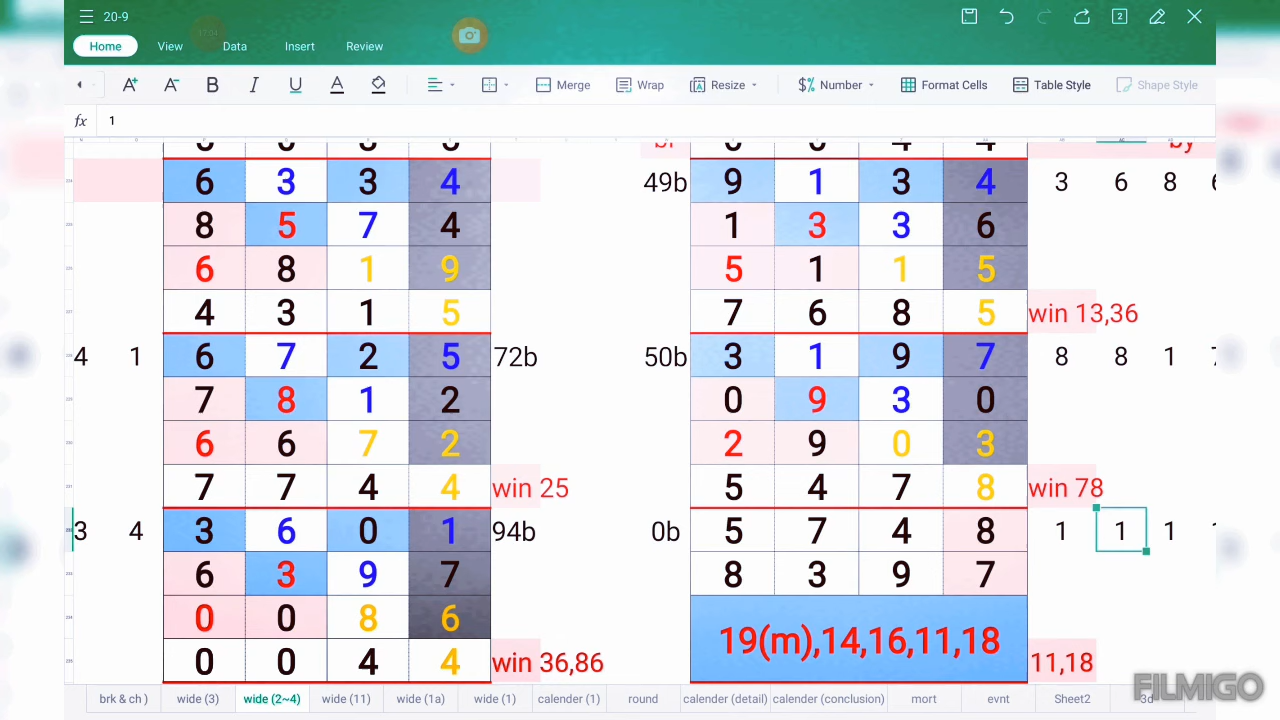 20-9
17:34
2
Home View Data Insert Review
A+ A- B I U A Merge Wrap Resize $% Number Format Cells Table Style Shape Style
fx 1
by
6 3 3 4 49b 9 1 3 4 3 6 8 6
8 5 7 4 1 3 3 6
6 8 1 9 5 1 1 5
4 3 1 5 7 6 8 5 win 13,36
4 1 6 7 2 5 72b 50b 3 1 9 7 8 8 1
7 8 1 2 0 9 3 0
6 6 7 2 2 9 0 3
7 7 4 4 win 25 5 4 7 8 win 78
3 4 3 6 0 1 94b 0b 5 7 4 8 1 1 1
6 3 9 7 8 3 9 7
0 0 8 6 19(m),14,16,11,18
0 0 4 4 win 36,86 11,18
FILMIGO
brk & ch ) wide (3) wide (2~4) wide (11) wide (1a) wide (1) calender (1) round calender (detail) calender (conclusion) mort evnt Sheet2 3d